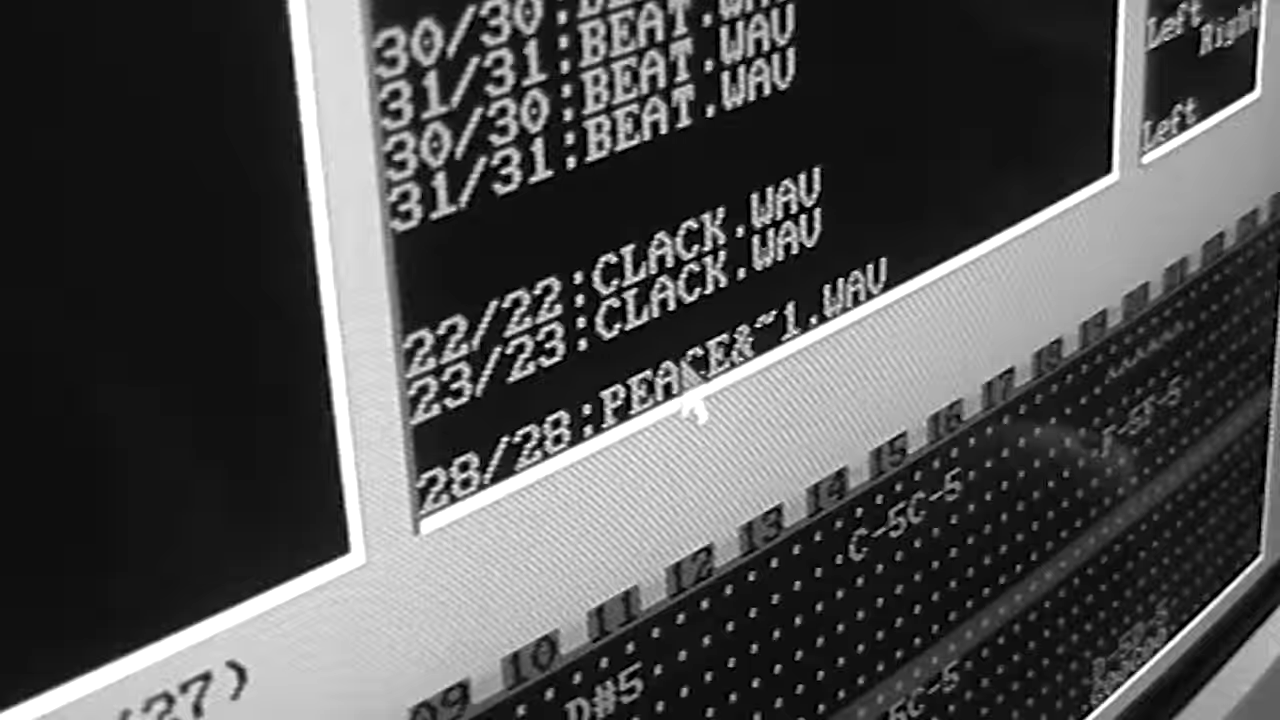 30/30:BEAT.WAV
31/31:BEAT.WAV
30/30:BEAT.WAV
31/31:BEAT.WAV
22/22:CLACK.WAV
23/23:CLACK.WAV
28/28:PEACE&~1.WAV
Left
Right
Left
09 10 11 12 13 14 15 16 17 18 19
C-5C-5
D#5
27)